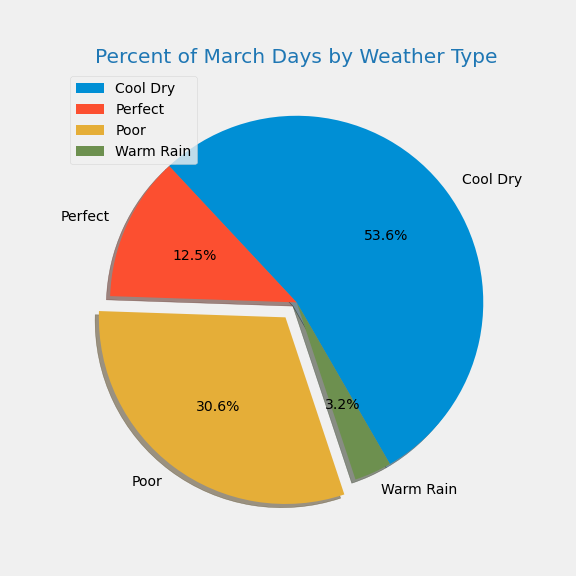 Percent of March Days by Weather Type
Cool Dry
Perfect
Poor
Warm Rain
Cool Dry
Perfect
53.6%
12.5%
30.6%
3.2%
Poor
Warm Rain